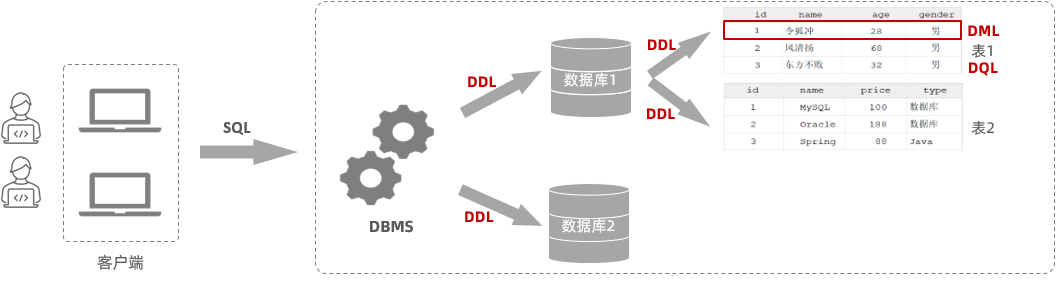 客户端
SQL
DBMS
DDL
DDL
数据库1
数据库2
DDL
DDL
id name age gender
1 令狐冲 28 男
2 风清扬 68 男
3 东方不败 32 男
DML
表1
DQL
id name price type
1 MySQL 100 数据库
2 Oracle 188 数据库
3 Spring 88 Java
表2